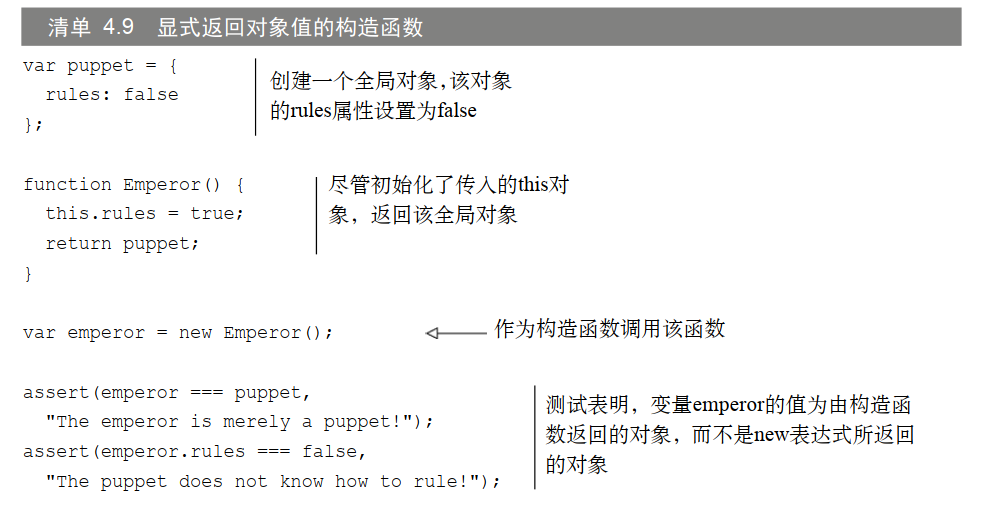 清单 4.9 显式返回对象值的构造函数
var puppet = {
rules: false
};
创建一个全局对象,该对象
的rules属性设置为false
function Emperor() {
this.rules = true;
return puppet;
}
尽管初始化了传入的this对
象，返回该全局对象
var emperor = new Emperor();
作为构造函数调用该函数
assert(emperor === puppet,
"The emperor is merely a puppet!");
assert(emperor.rules === false,
"The puppet does not know how to rule!");
测试表明，变量emperor的值为由构造函
数返回的对象，而不是new表达式所返回
的对象